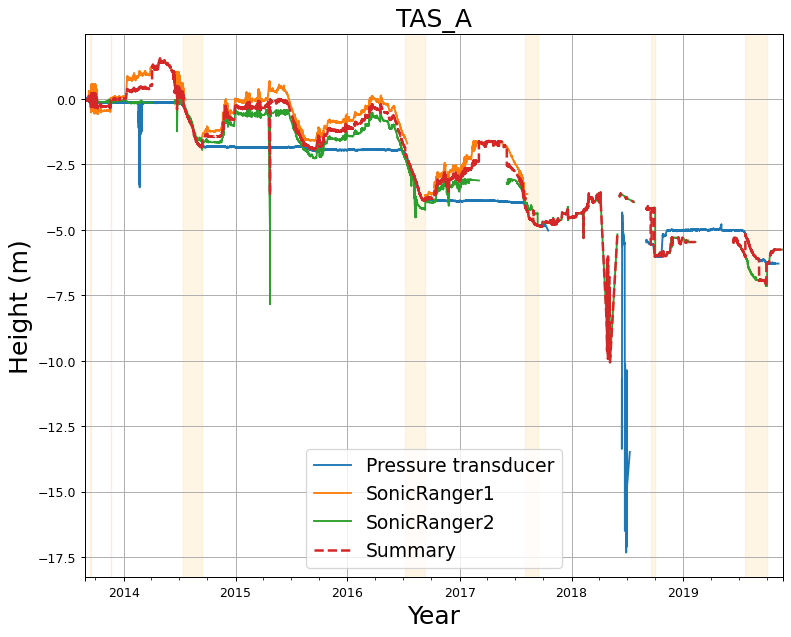 TAS_A
0.0
−2.5
−5.0
−7.5
−10.0
−12.5
−15.0
−17.5
Height (m)
Pressure transducer
SonicRanger1
SonicRanger2
Summary
2014 2015 2016 2017 2018 2019
Year